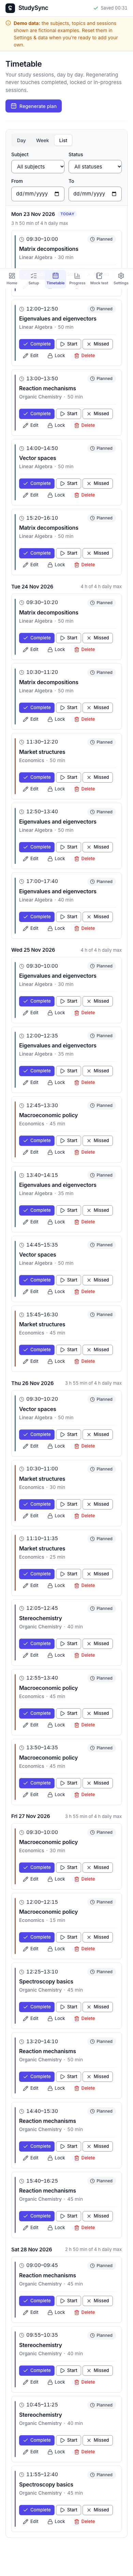 StudySync
Saved 00:31
Demo data: the subjects, topics and sessions
shown are fictional examples. Reset them in
Settings & data when you're ready to add your
own.
Timetable
Your study sessions, day by day. Regenerating
never touches completed, locked or in-progress
ones.
Regenerate plan
Day Week List
Subject Status
All subjects All statuses
From To
dd/mm/yyyy dd/mm/yyyy
Mon 23 Nov 2026 TODAY
3 h 50 min of 4 h daily max
09:30–10:00 Planned
Matrix decompositions
Linear Algebra · 30 min
Home Setup Timetable Progress Mock test Settings
12:00–12:50 Planned
Eigenvalues and eigenvectors
Linear Algebra · 50 min
Complete Start Missed
Edit Lock Delete
13:00–13:50 Planned
Reaction mechanisms
Organic Chemistry · 50 min
Complete Start Missed
Edit Lock Delete
14:00–14:50 Planned
Vector spaces
Linear Algebra · 50 min
Complete Start Missed
Edit Lock Delete
15:20–16:10 Planned
Matrix decompositions
Linear Algebra · 50 min
Complete Start Missed
Edit Lock Delete
Tue 24 Nov 2026 4 h of 4 h daily max
09:30–10:20 Planned
Matrix decompositions
Linear Algebra · 50 min
Complete Start Missed
Edit Lock Delete
10:30–11:20 Planned
Matrix decompositions
Linear Algebra · 50 min
Complete Start Missed
Edit Lock Delete
11:30–12:20 Planned
Market structures
Economics · 50 min
Complete Start Missed
Edit Lock Delete
12:50–13:40 Planned
Eigenvalues and eigenvectors
Linear Algebra · 50 min
Complete Start Missed
Edit Lock Delete
17:00–17:40 Planned
Eigenvalues and eigenvectors
Linear Algebra · 40 min
Complete Start Missed
Edit Lock Delete
Wed 25 Nov 2026 4 h of 4 h daily max
09:30–10:00 Planned
Eigenvalues and eigenvectors
Linear Algebra · 30 min
Complete Start Missed
Edit Lock Delete
12:00–12:35 Planned
Eigenvalues and eigenvectors
Linear Algebra · 35 min
Complete Start Missed
Edit Lock Delete
12:45–13:30 Planned
Macroeconomic policy
Economics · 45 min
Complete Start Missed
Edit Lock Delete
13:40–14:15 Planned
Eigenvalues and eigenvectors
Linear Algebra · 35 min
Complete Start Missed
Edit Lock Delete
14:45–15:35 Planned
Vector spaces
Linear Algebra · 50 min
Complete Start Missed
Edit Lock Delete
15:45–16:30 Planned
Market structures
Economics · 45 min
Complete Start Missed
Edit Lock Delete
Thu 26 Nov 2026 3 h 55 min of 4 h daily max
09:30–10:20 Planned
Vector spaces
Linear Algebra · 50 min
Complete Start Missed
Edit Lock Delete
10:30–11:00 Planned
Market structures
Economics · 30 min
Complete Start Missed
Edit Lock Delete
11:10–11:35 Planned
Market structures
Economics · 25 min
Complete Start Missed
Edit Lock Delete
12:05–12:45 Planned
Stereochemistry
Organic Chemistry · 40 min
Complete Start Missed
Edit Lock Delete
12:55–13:40 Planned
Macroeconomic policy
Economics · 45 min
Complete Start Missed
Edit Lock Delete
13:50–14:35 Planned
Macroeconomic policy
Economics · 45 min
Complete Start Missed
Edit Lock Delete
Fri 27 Nov 2026 3 h 55 min of 4 h daily max
09:30–10:00 Planned
Macroeconomic policy
Economics · 30 min
Complete Start Missed
Edit Lock Delete
12:00–12:15 Planned
Macroeconomic policy
Economics · 15 min
Complete Start Missed
Edit Lock Delete
12:25–13:10 Planned
Spectroscopy basics
Organic Chemistry · 45 min
Complete Start Missed
Edit Lock Delete
13:20–14:10 Planned
Reaction mechanisms
Organic Chemistry · 50 min
Complete Start Missed
Edit Lock Delete
14:40–15:30 Planned
Reaction mechanisms
Organic Chemistry · 50 min
Complete Start Missed
Edit Lock Delete
15:40–16:25 Planned
Reaction mechanisms
Organic Chemistry · 45 min
Complete Start Missed
Edit Lock Delete
Sat 28 Nov 2026 2 h 50 min of 4 h daily max
09:00–09:45 Planned
Reaction mechanisms
Organic Chemistry · 45 min
Complete Start Missed
Edit Lock Delete
09:55–10:35 Planned
Stereochemistry
Organic Chemistry · 40 min
Complete Start Missed
Edit Lock Delete
10:45–11:25 Planned
Stereochemistry
Organic Chemistry · 40 min
Complete Start Missed
Edit Lock Delete
11:55–12:40 Planned
Spectroscopy basics
Organic Chemistry · 45 min
Complete Start Missed
Edit Lock Delete